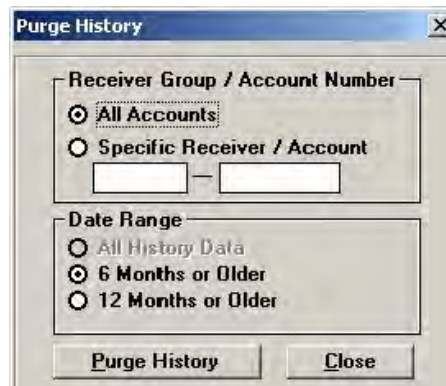 Purge History
Receiver Group / Account Number
All Accounts
Specific Receiver / Account
—
Date Range
All History Data
6 Months or Older
12 Months or Older
Purge History Close